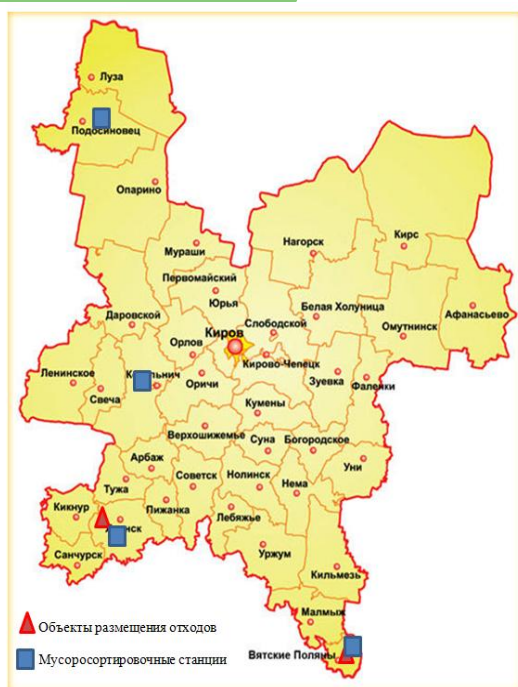 Луза
Подосиновец
Опарино
Мураши
Нагорск
Кирс
Первомайский
Юрья
Белая Холуница
Афанасьево
Даровской
Слободской
Киров
Омутнинск
Орлов
Кирово-Чепецк
Ленинское
Свеча
Оричи
Зуевка
Фаленки
Кумены
Верхошижемье
Суна
Богородское
Арбаж
Уни
Тужа
Советск
Нолинск
Нема
Кикнур
Пижанка
Лебяжье
Санчурск
Уржум
Кильмезь
Малмыж
Объекты размещения отходов
Вятские Поляны
Мусоросортировочные станции